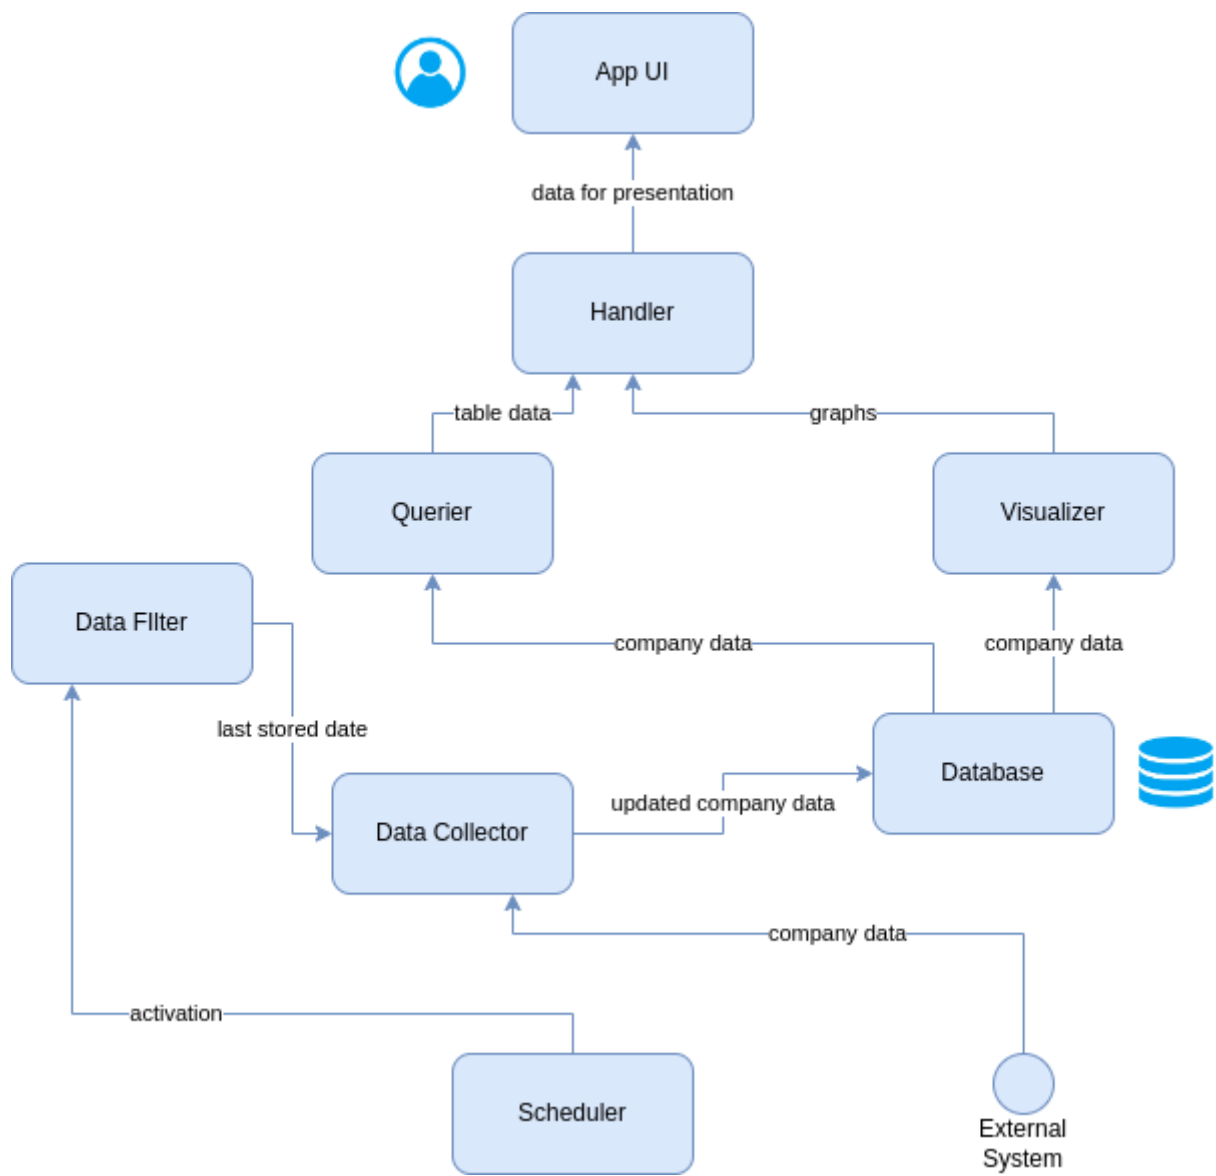 App UI
data for presentation
Handler
table data
graphs
Querier
Visualizer
Data FIlter
company data
company data
last stored date
Database
updated company data
Data Collector
company data
activation
Scheduler
External
System